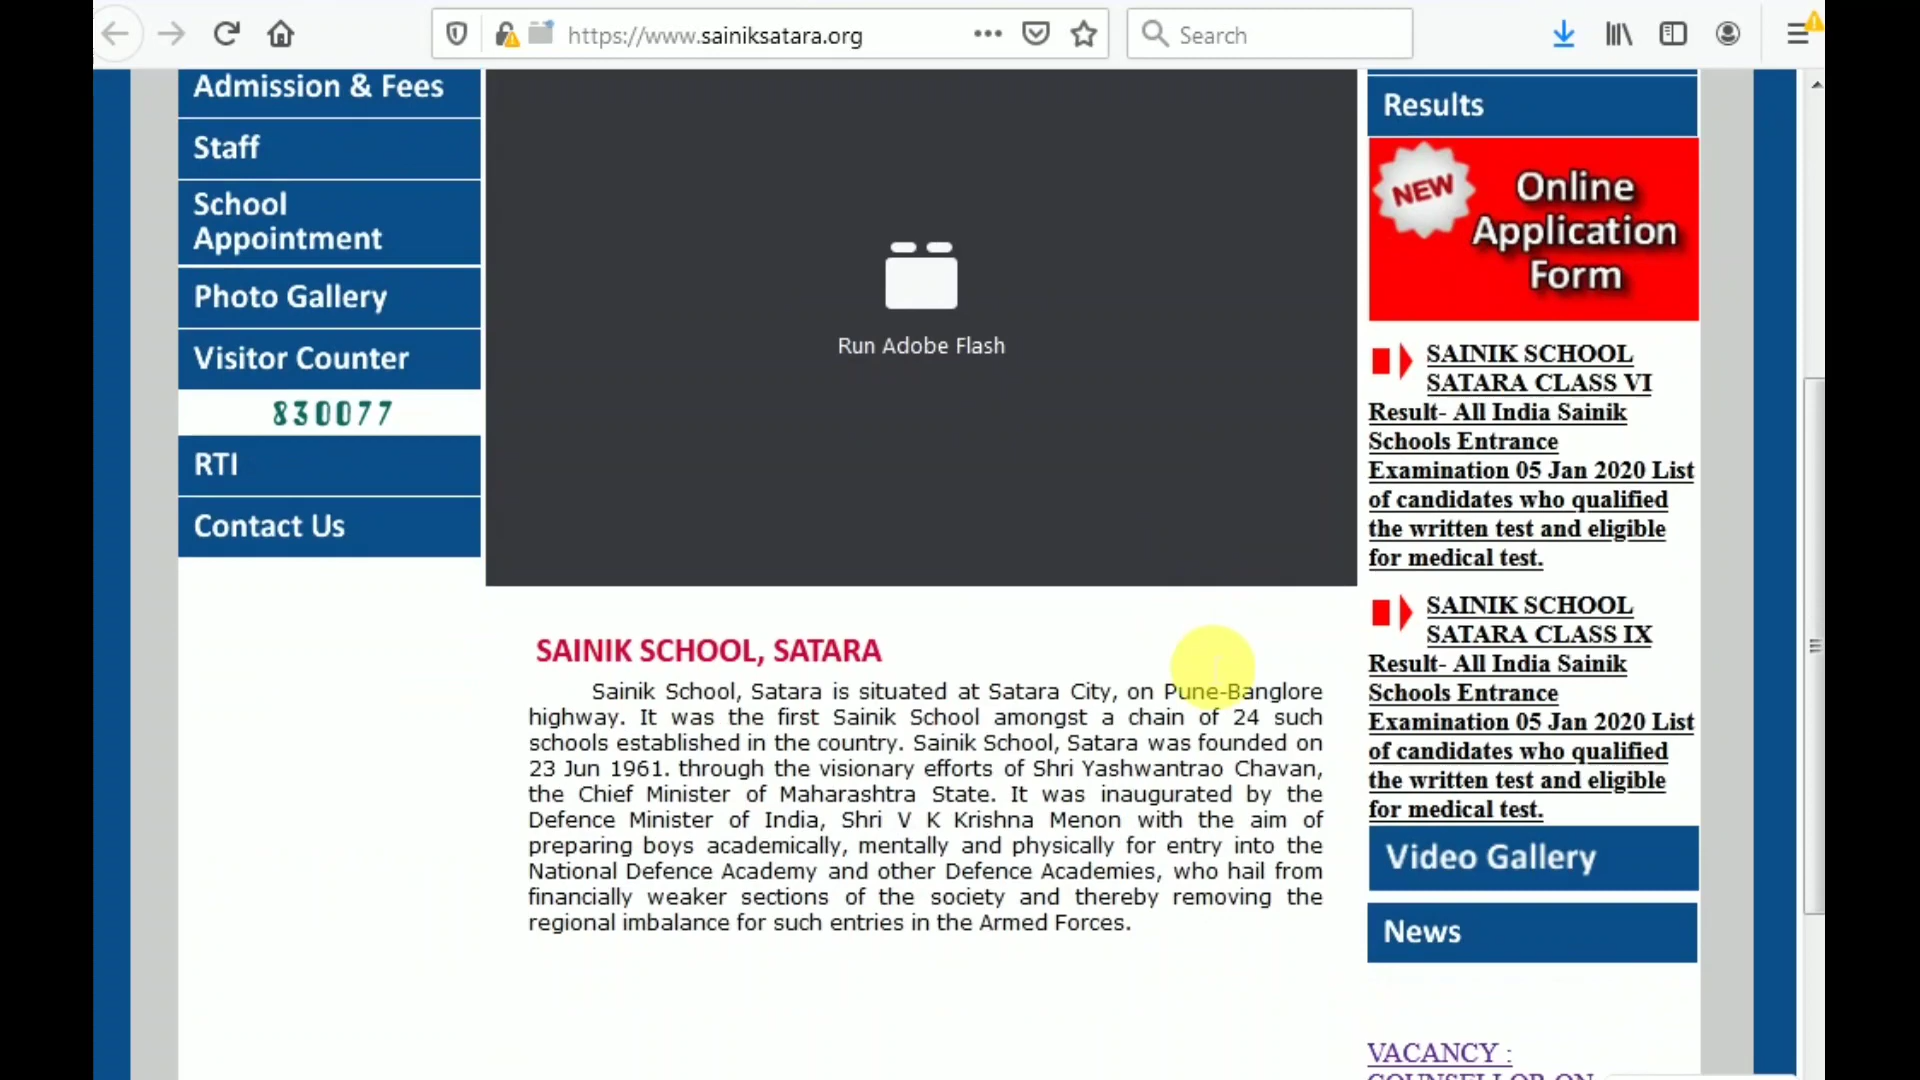 https://www.sainiksatara.org
Search
Admission & Fees
Staff
School
Appointment
Photo Gallery
Visitor Counter
830077
RTI
Contact Us
Run Adobe Flash
SAINIK SCHOOL, SATARA
Sainik School, Satara is situated at Satara City, on Pune-Banglore
highway. It was the first Sainik School amongst a chain of 24 such
schools established in the country. Sainik School, Satara was founded on
23 Jun 1961. through the visionary efforts of Shri Yashwantrao Chavan,
the Chief Minister of Maharashtra State. It was inaugurated by the
Defence Minister of India, Shri V K Krishna Menon with the aim of
preparing boys academically, mentally and physically for entry into the
National Defence Academy and other Defence Academies, who hail from
financially weaker sections of the society and thereby removing the
regional imbalance for such entries in the Armed Forces.
Results
NEW
Online
Application
Form
SAINIK SCHOOL
SATARA CLASS VI
Result- All India Sainik
Schools Entrance
Examination 05 Jan 2020 List
of candidates who qualified
the written test and eligible
for medical test.
SAINIK SCHOOL
SATARA CLASS IX
Result- All India Sainik
Schools Entrance
Examination 05 Jan 2020 List
of candidates who qualified
the written test and eligible
for medical test.
Video Gallery
News
VACANCY :
COUNSELLOR ON